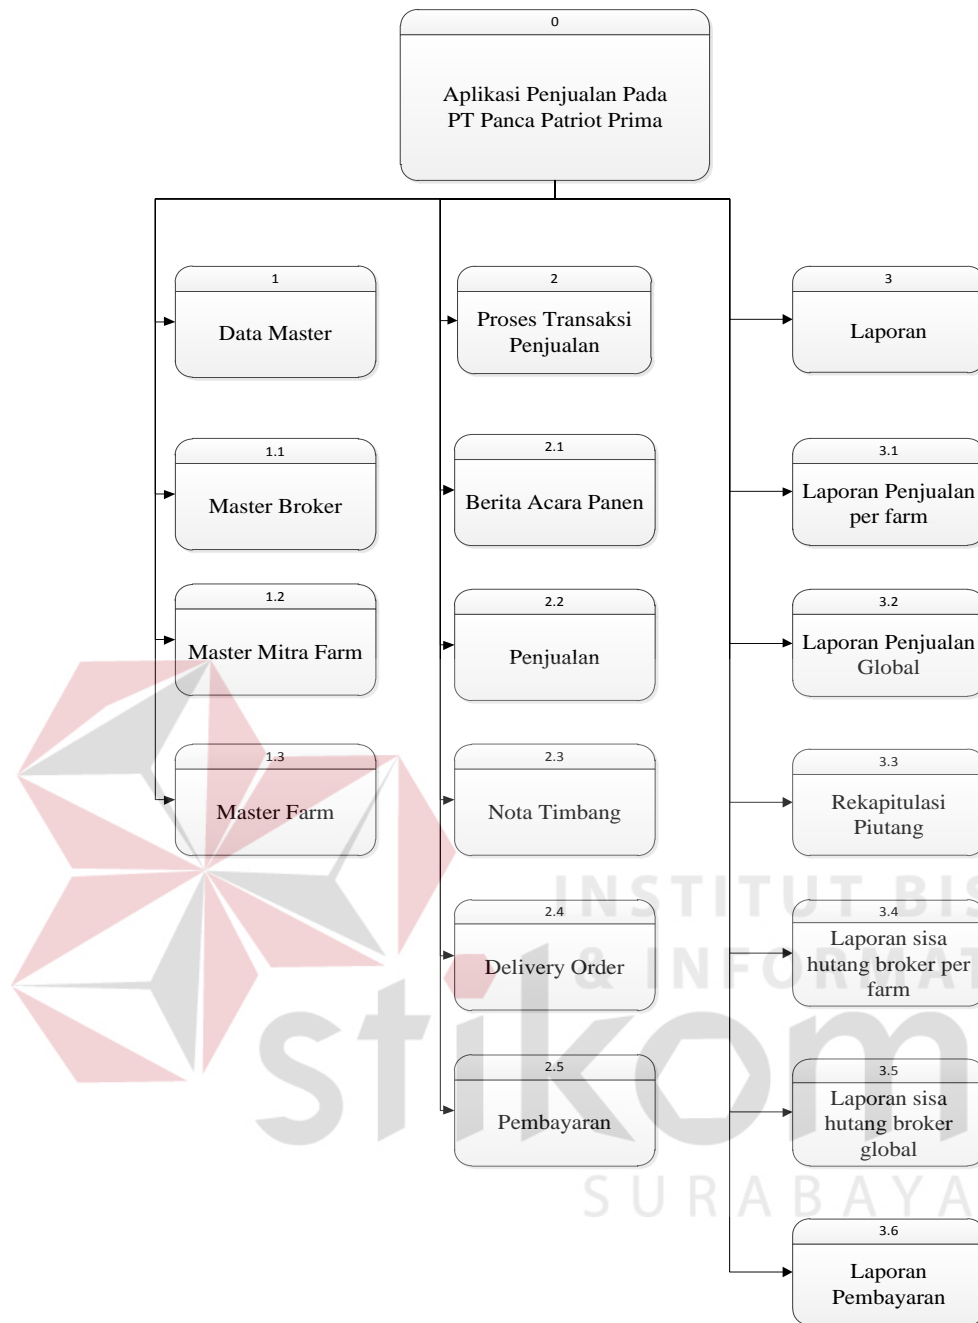 0
Aplikasi Penjualan Pada
PT Panca Patriot Prima
1
Data Master
2
Proses Transaksi
Penjualan
3
Laporan
1.1
Master Broker
2.1
Berita Acara Panen
3.1
Laporan Penjualan
per farm
1.2
Master Mitra Farm
2.2
Penjualan
3.2
Laporan Penjualan
Global
1.3
Master Farm
2.3
Nota Timbang
3.3
Rekapitulasi
Piutang
2.4
Delivery Order
3.4
Laporan sisa
hutang broker per
farm
2.5
Pembayaran
3.5
Laporan sisa
hutang broker
global
3.6
Laporan
Pembayaran
INSTITUT BIS
& INFORMAT
stikom
SURABAYA